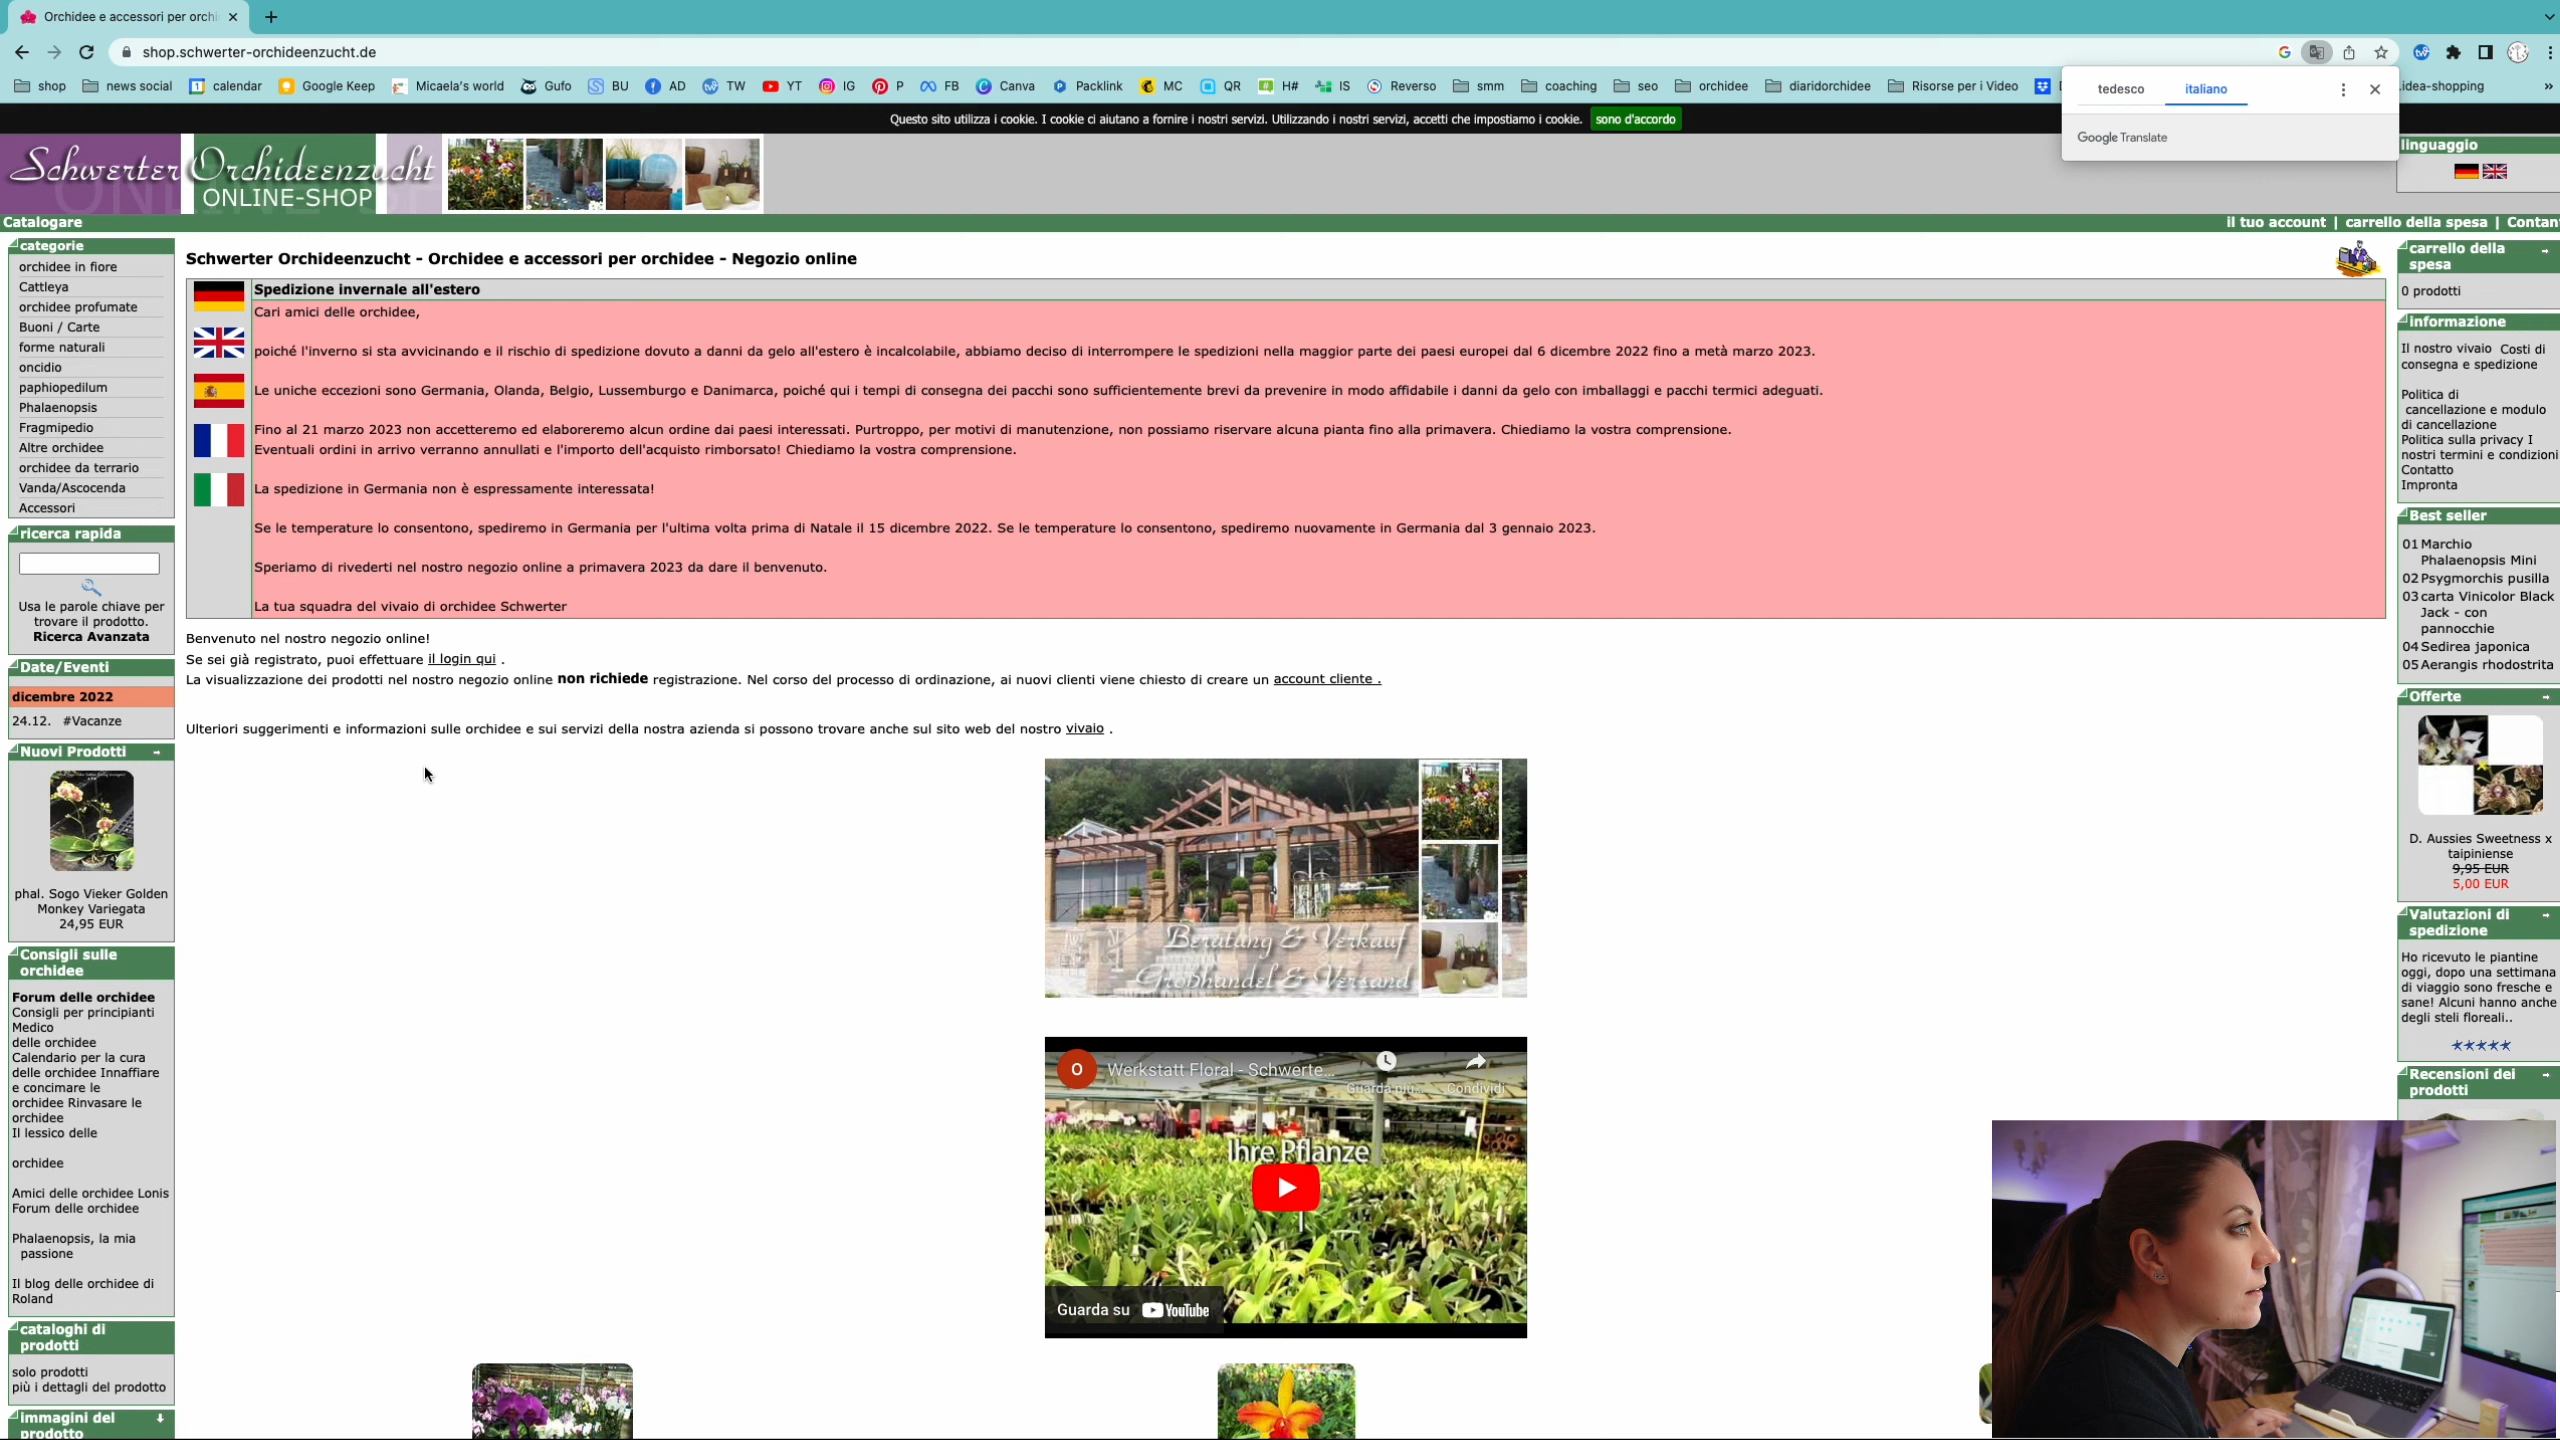 Orchidee e accessori per orchi
shop.schwerter-orchideenzucht.de
shop
news social
calendar
Google Keep
Micaela's world
Gufo
BU
AD
TW
YT
IG
P
FB
Canva
Packlink
MC
QR
H#
IS
Reverso
smm
coaching
seo
orchidee
diaridorchidee
Risorse per i Video
.idea-shopping
tedesco
italiano
Google Translate
Questo sito utilizza i cookie. I cookie ci aiutano a fornire i nostri servizi. Utilizzando i nostri servizi, accetti che impostiamo i cookie.
sono d'accordo
Schwerter Orchideenzucht
ONLINE-SHOP
linguaggio
Catalogare
il tuo account | carrello della spesa | Contan
categorie
orchidee in fiore
Cattleya
orchidee profumate
Buoni / Carte
forme naturali
oncidio
paphiopedilum
Phalaenopsis
Fragmipedio
Altre orchidee
orchidee da terrario
Vanda/Ascocenda
Accessori
ricerca rapida
Usa le parole chiave per
trovare il prodotto.
Ricerca Avanzata
Date/Eventi
dicembre 2022
24.12. #Vacanze
Nuovi Prodotti
phal. Sogo Vieker Golden
Monkey Variegata
24,95 EUR
Consigli sulle
orchidee
Forum delle orchidee
Consigli per principianti
Medico
delle orchidee
Calendario per la cura
delle orchidee Innaffiare
e concimare le
orchidee Rinvasare le
orchidee
Il lessico delle
orchidee
Amici delle orchidee Lonis
Forum delle orchidee
Phalaenopsis, la mia
passione
Il blog delle orchidee di
Roland
cataloghi di
prodotti
solo prodotti
più i dettagli del prodotto
immagini del
prodotto
Schwerter Orchideenzucht - Orchidee e accessori per orchidee - Negozio online
Spedizione invernale all'estero
Cari amici delle orchidee,
poiché l'inverno si sta avvicinando e il rischio di spedizione dovuto a danni da gelo all'estero è incalcolabile, abbiamo deciso di interrompere le spedizioni nella maggior parte dei paesi europei dal 6 dicembre 2022 fino a metà marzo 2023.
Le uniche eccezioni sono Germania, Olanda, Belgio, Lussemburgo e Danimarca, poiché qui i tempi di consegna dei pacchi sono sufficientemente brevi da prevenire in modo affidabile i danni da gelo con imballaggi e pacchi termici adeguati.
Fino al 21 marzo 2023 non accetteremo ed elaboreremo alcun ordine dai paesi interessati. Purtroppo, per motivi di manutenzione, non possiamo riservare alcuna pianta fino alla primavera. Chiediamo la vostra comprensione.
Eventuali ordini in arrivo verranno annullati e l'importo dell'acquisto rimborsato! Chiediamo la vostra comprensione.
La spedizione in Germania non è espressamente interessata!
Se le temperature lo consentono, spediremo in Germania per l'ultima volta prima di Natale il 15 dicembre 2022. Se le temperature lo consentono, spediremo nuovamente in Germania dal 3 gennaio 2023.
Speriamo di rivederti nel nostro negozio online a primavera 2023 da dare il benvenuto.
La tua squadra del vivaio di orchidee Schwerter
Benvenuto nel nostro negozio online!
Se sei già registrato, puoi effettuare il login qui .
La visualizzazione dei prodotti nel nostro negozio online non richiede registrazione. Nel corso del processo di ordinazione, ai nuovi clienti viene chiesto di creare un account cliente .
Ulteriori suggerimenti e informazioni sulle orchidee e sui servizi della nostra azienda si possono trovare anche sul sito web del nostro vivaio .
Beratung & Verkauf
Großhandel & Versand
O
Werkstatt Floral - Schwerte...
Guarda più...
Condividi
Ihre Pflanze
Guarda su YouTube
carrello della
spesa
0 prodotti
informazione
Il nostro vivaio Costi di
consegna e spedizione
Politica di
cancellazione e modulo
di cancellazione
Politica sulla privacy I
nostri termini e condizioni
Contatto
Impronta
Best seller
01 Marchio
Phalaenopsis Mini
02 Psygmorchis pusilla
03 carta Vinicolor Black
Jack - con
pannocchie
04 Sedirea japonica
05 Aerangis rhodostrita
Offerte
D. Aussies Sweetness x
taipiniense
9,95 EUR
5,00 EUR
Valutazioni di
spedizione
Ho ricevuto le piantine
oggi, dopo una settimana
di viaggio sono fresche e
sane! Alcuni hanno anche
degli steli floreali..
Recensioni dei
prodotti